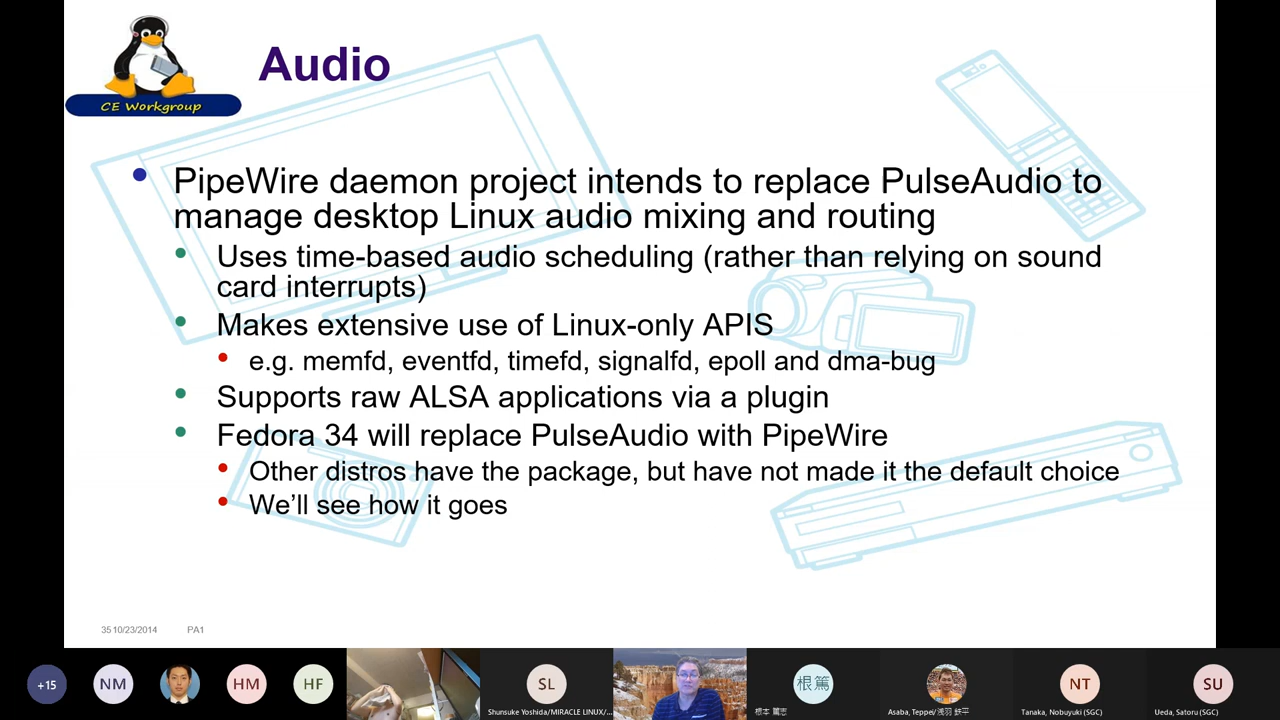 CE Workgroup
Audio
PipeWire daemon project intends to replace PulseAudio to
manage desktop Linux audio mixing and routing
Uses time-based audio scheduling (rather than relying on sound
card interrupts)
Makes extensive use of Linux-only APIS
e.g. memfd, eventfd, timefd, signalfd, epoll and dma-bug
Supports raw ALSA applications via a plugin
Fedora 34 will replace PulseAudio with PipeWire
Other distros have the package, but have not made it the default choice
We'll see how it goes
35 10/23/2014 PA1
+15 NM HM HF SL 根篤 NT SU
Shunsuke Yoshida/MIRACLE LINUX/... 根本 篤志 Asaba, Teppei/浅羽 鉄平 Tanaka, Nobuyuki (SGC) Ueda, Satoru (SGC)